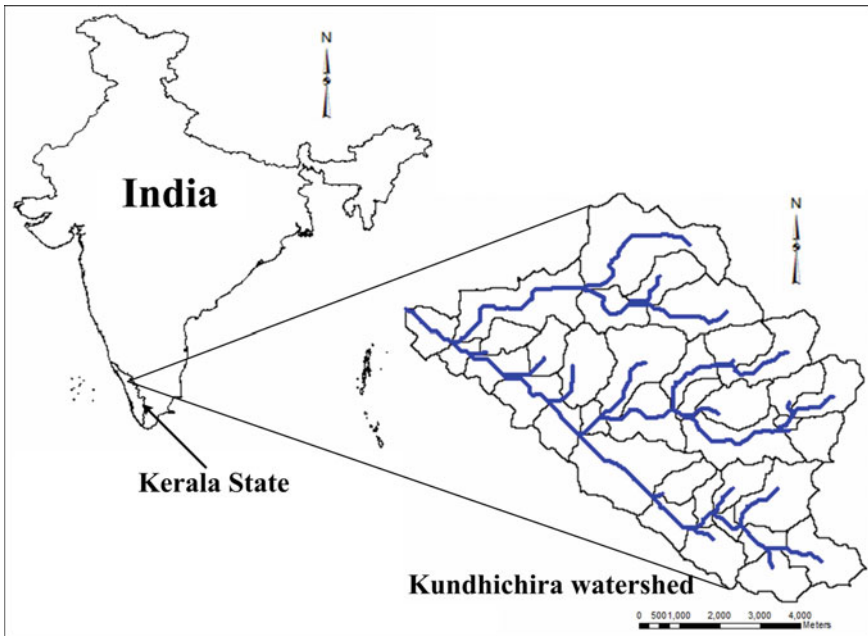 N
India
N
Kerala State
Kundhichira watershed
0 5001,000 2,000 3,000 4,000
Meters